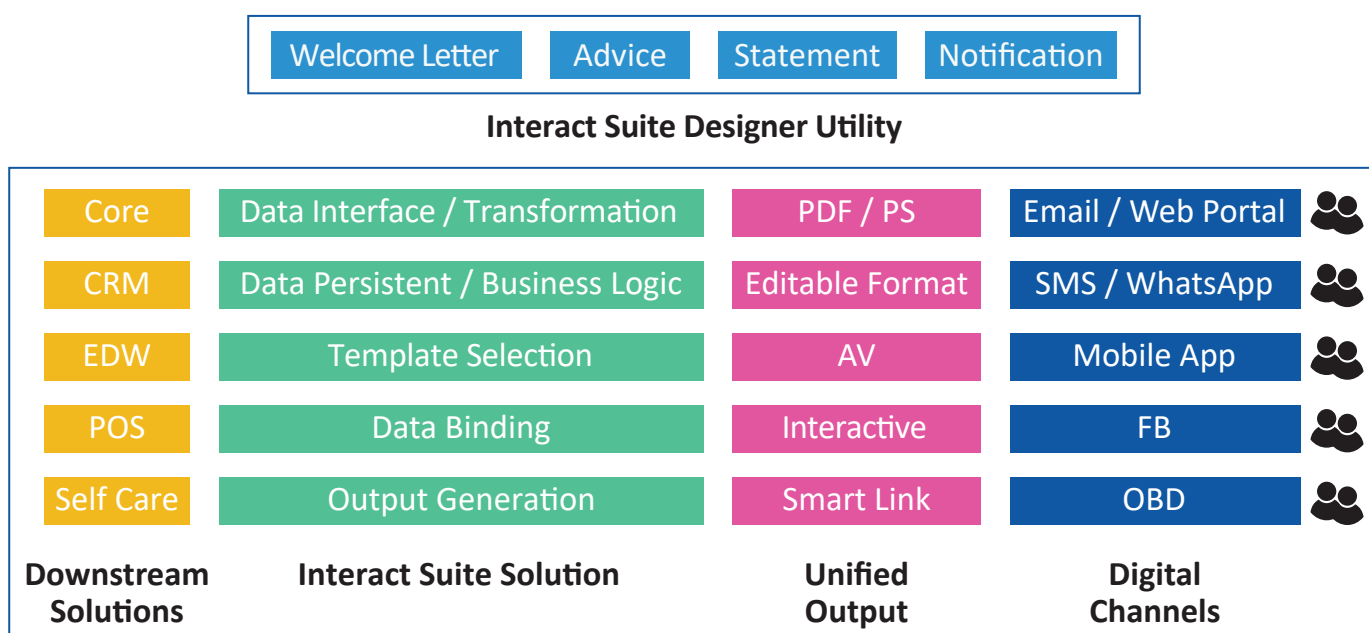 Welcome Letter Advice Statement Notification
Interact Suite Designer Utility
Core Data Interface / Transformation PDF / PS Email / Web Portal
CRM Data Persistent / Business Logic Editable Format SMS / WhatsApp
EDW Template Selection AV Mobile App
POS Data Binding Interactive FB
Self Care Output Generation Smart Link OBD
Downstream Interact Suite Solution Unified Digital
Solutions Output Channels